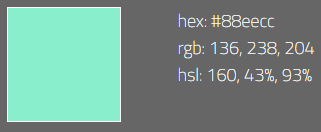 hex: #88eecc
rgb: 136, 238, 204
hsl: 160, 43%, 93%